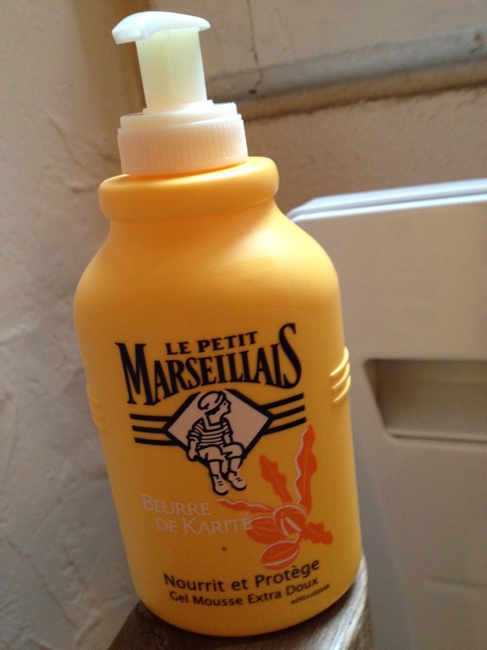 LE PETIT
MARSEILLAIS
BEURRE
DE KARITÉ
Nourrit et Protège
Gel Mousse Extra Doux